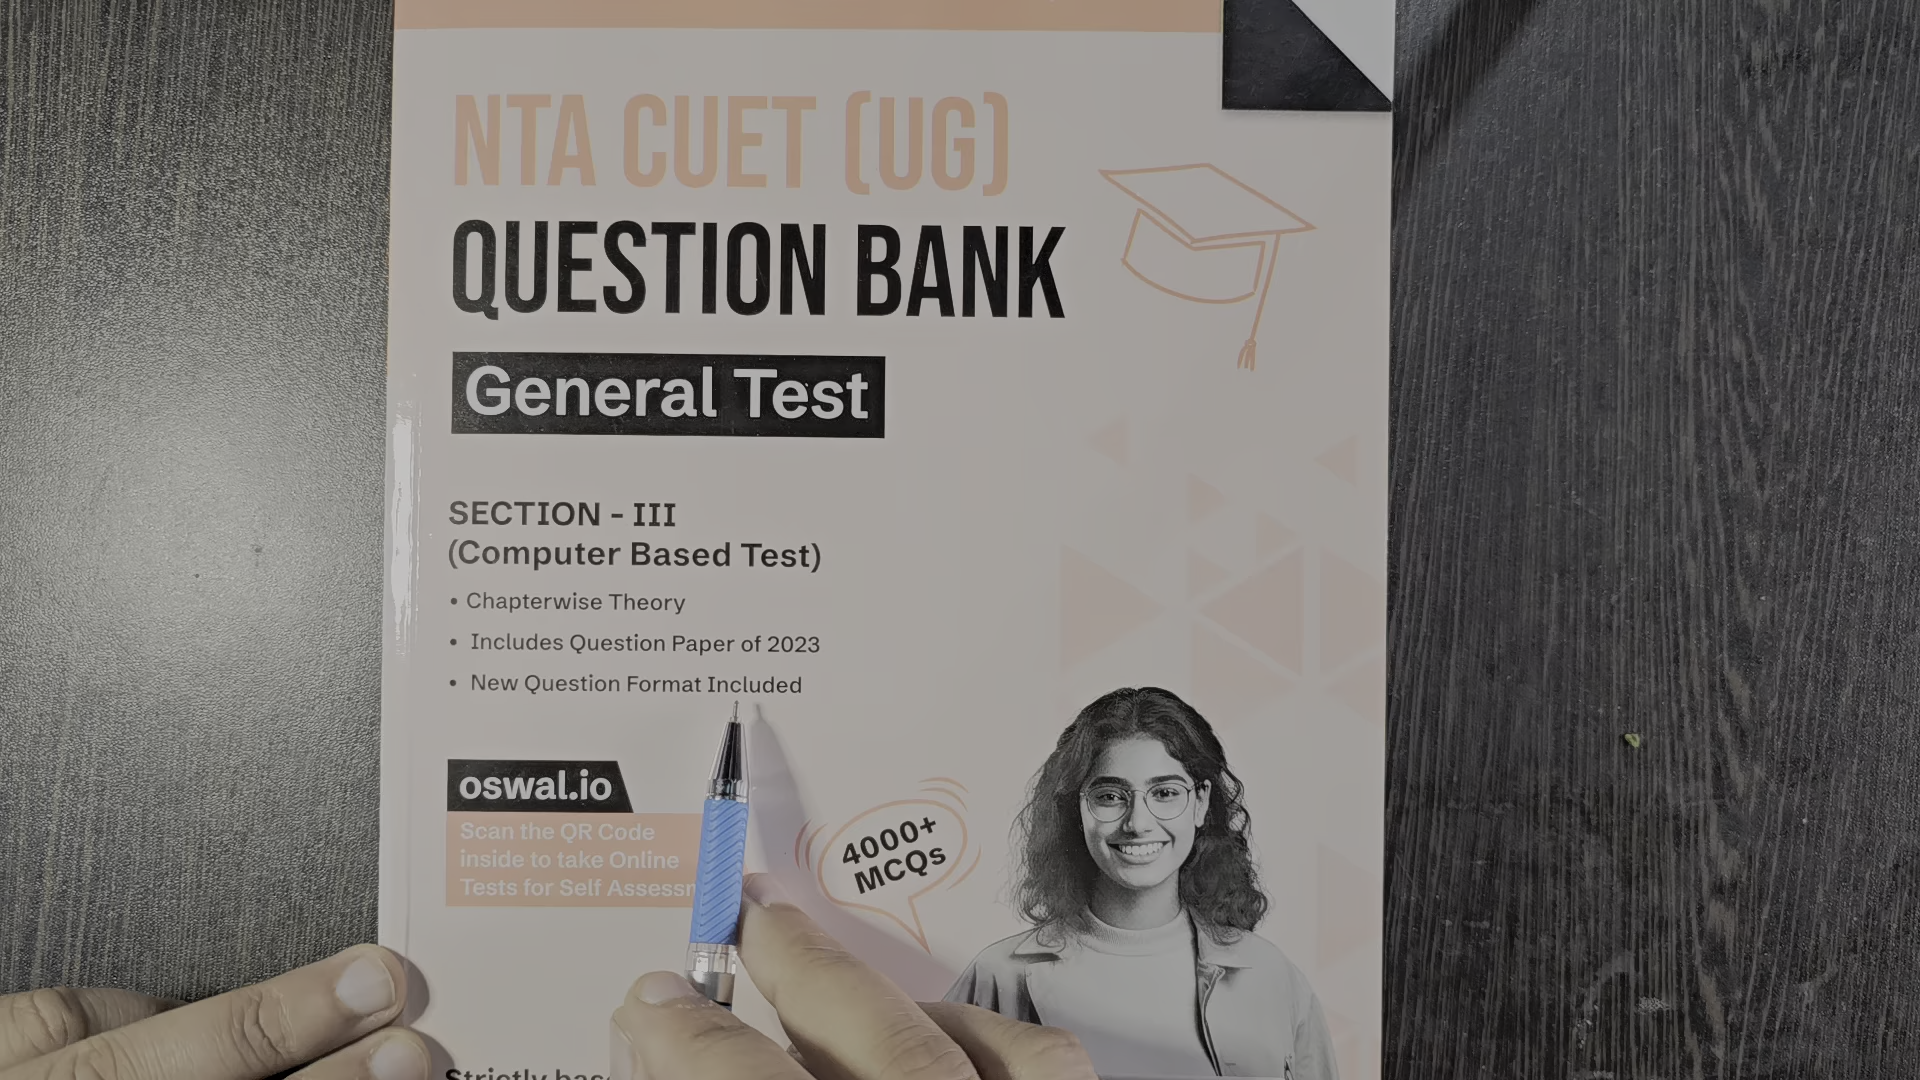 NTA CUET (UG)
QUESTION BANK
General Test
SECTION - III
(Computer Based Test)
• Chapterwise Theory
• Includes Question Paper of 2023
• New Question Format Included
oswal.io
Scan the QR Code
inside to take Online
Tests for Self
4000+
MCQs
Strictly